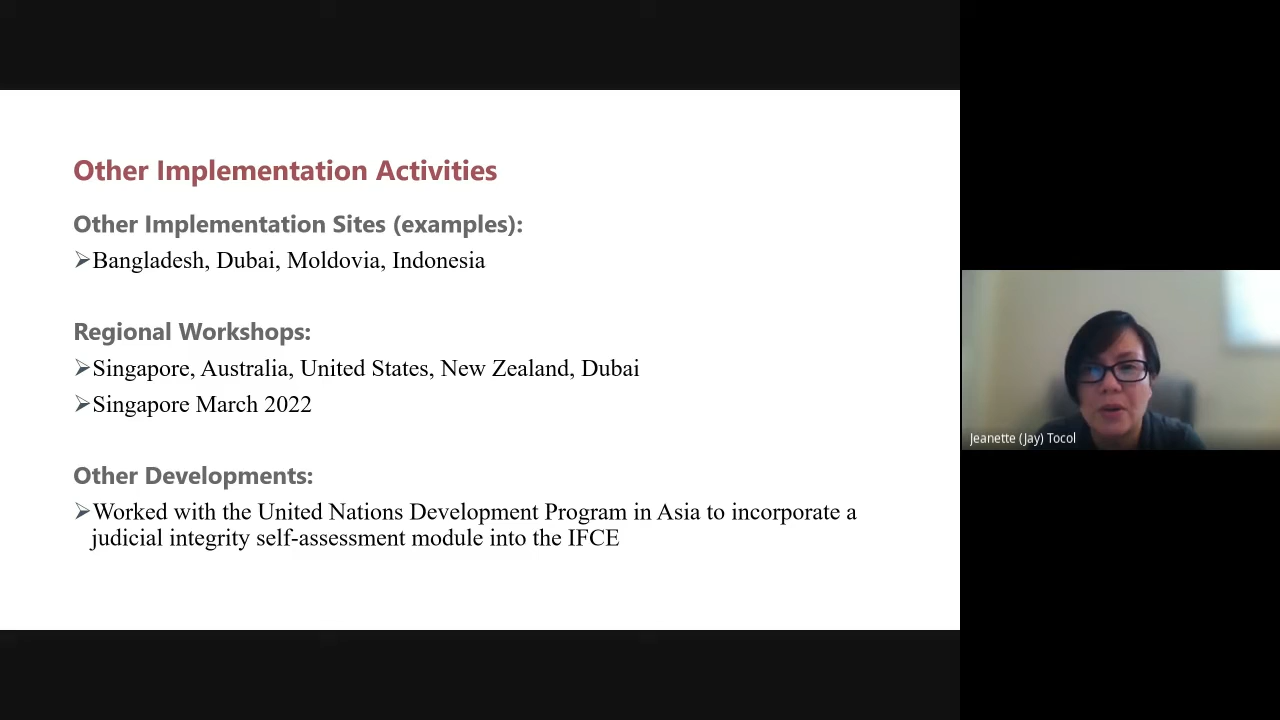 Other Implementation Activities
Other Implementation Sites (examples):
➢Bangladesh, Dubai, Moldovia, Indonesia
Regional Workshops:
➢Singapore, Australia, United States, New Zealand, Dubai
➢Singapore March 2022
Other Developments:
➢Worked with the United Nations Development Program in Asia to incorporate a
judicial integrity self-assessment module into the IFCE
Jeanette (Jay) Tocol